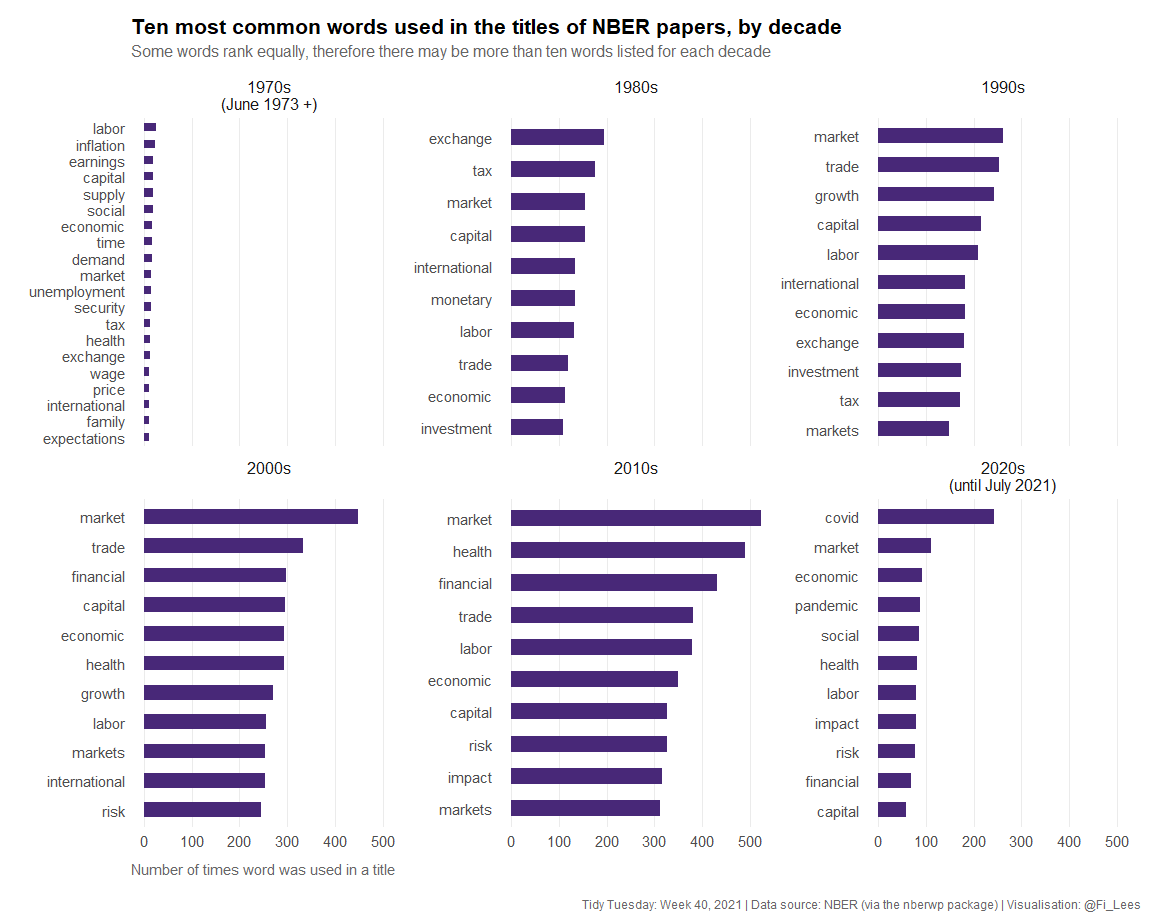 Ten most common words used in the titles of NBER papers, by decade
Some words rank equally, therefore there may be more than ten words listed for each decade
1970s
(June 1973 +)
labor
inflation
earnings
capital
supply
social
economic
time
demand
market
unemployment
security
tax
health
exchange
wage
price
international
family
expectations
1980s
exchange
tax
market
capital
international
monetary
labor
trade
economic
investment
1990s
market
trade
growth
capital
labor
international
economic
exchange
investment
tax
markets
2000s
market
trade
financial
capital
economic
health
growth
labor
markets
international
risk
0 100 200 300 400 500
2010s
market
health
financial
trade
labor
economic
capital
risk
impact
markets
0 100 200 300 400 500
2020s
(until July 2021)
covid
market
economic
pandemic
social
health
labor
impact
risk
financial
capital
0 100 200 300 400 500
Number of times word was used in a title
Tidy Tuesday: Week 40, 2021 | Data source: NBER (via the nberwp package) | Visualisation: @Fi_Lees